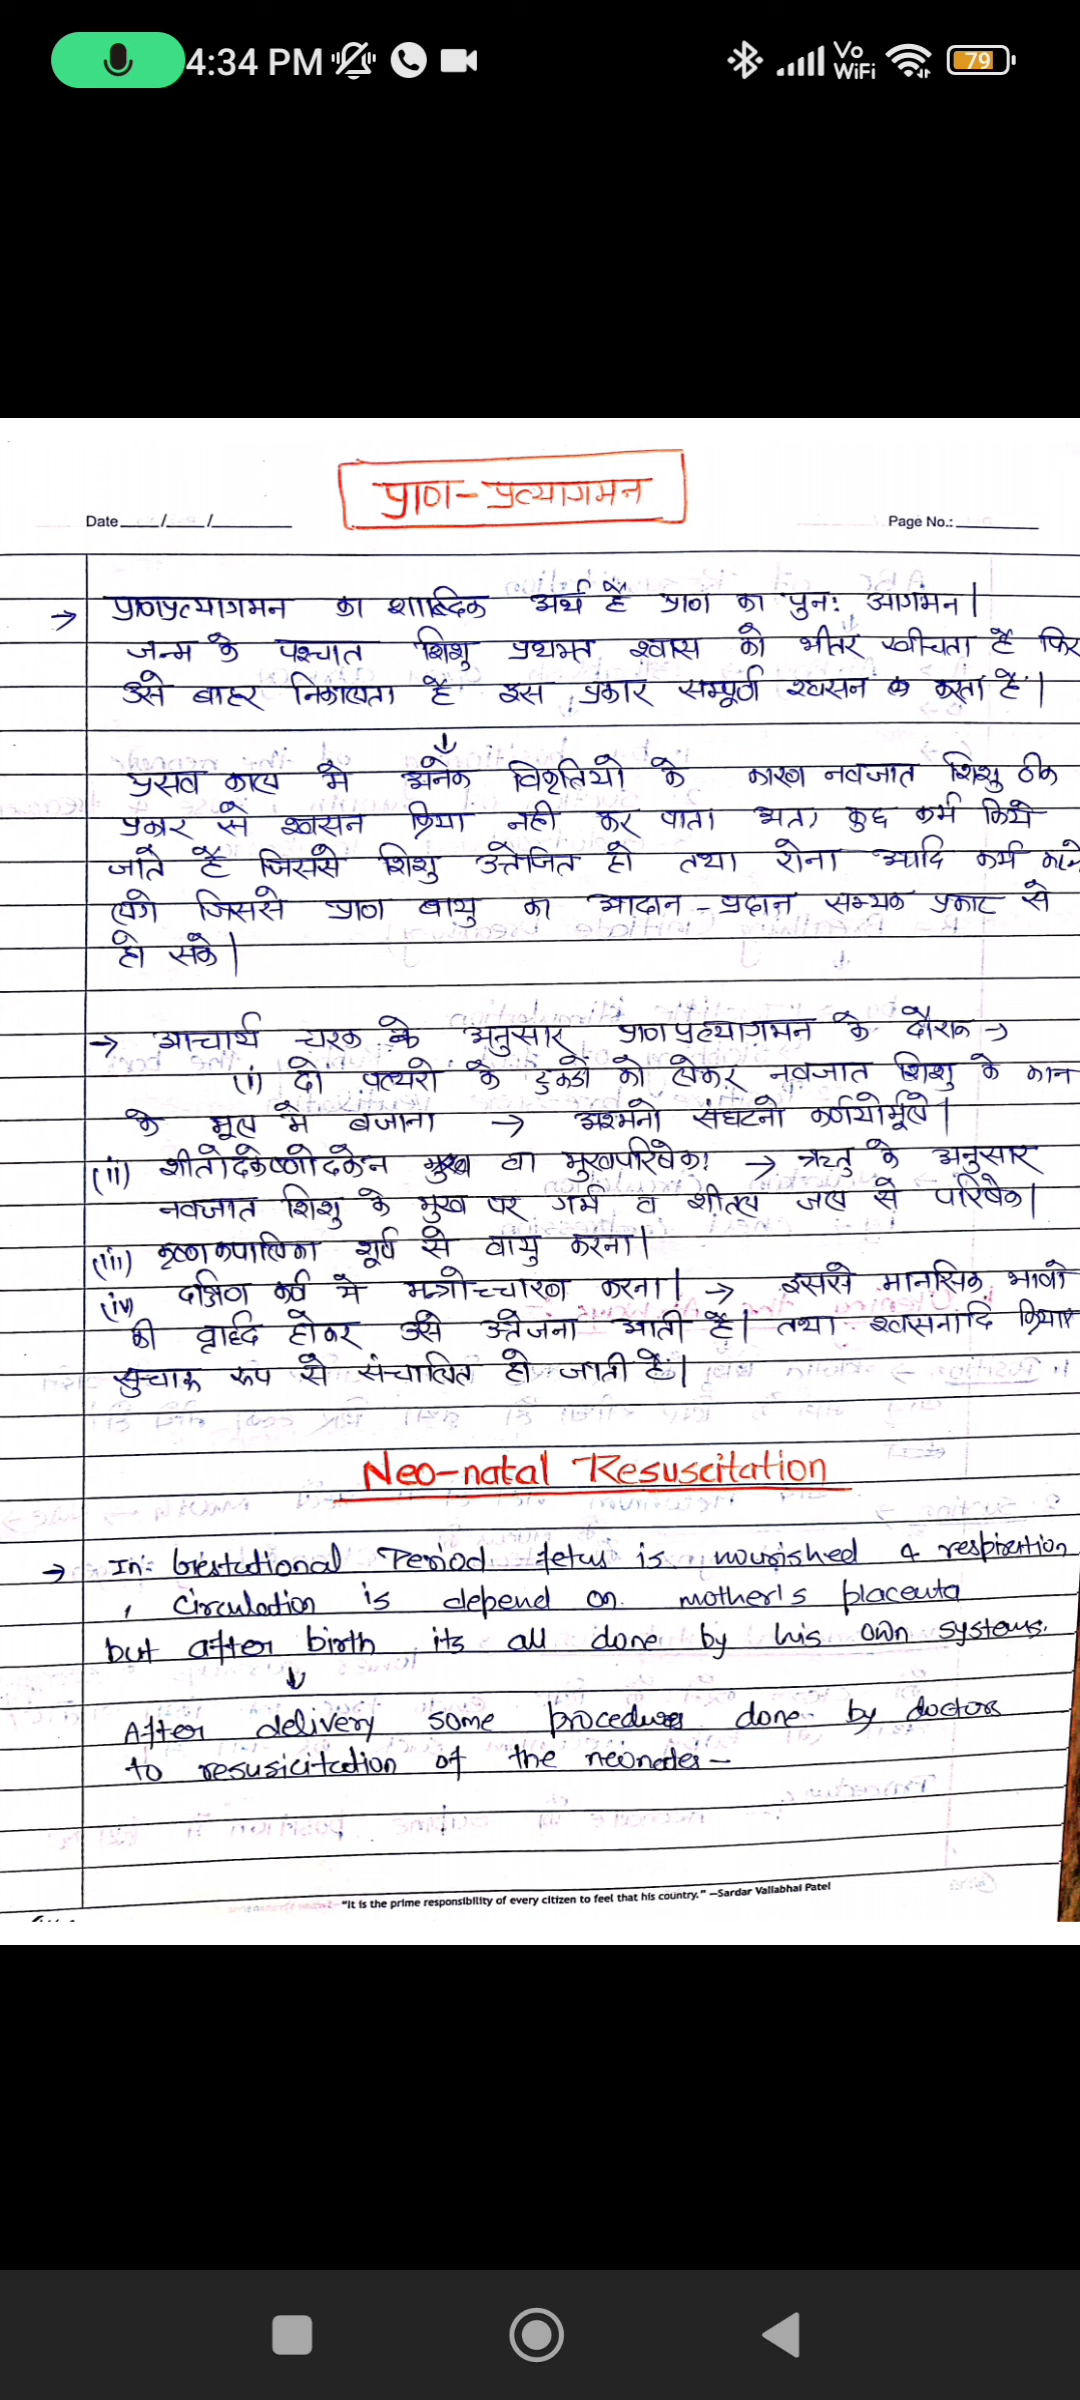 4:34 PM
Vo WiFi
79
प्राण-प्रत्यागमन
Date___/___/______
Page No.:_______
→ प्राणप्रत्यागमन का शाब्दिक अर्थ है प्राण का पुनः आगमन|
जन्म के पश्चात शिशु प्रथमत श्वास को भीतर खींचता है फिर
उसे बाहर निकालता है इस प्रकार सम्पूर्ण श्वसन करता है|
↓
प्रसव काल मे अनेक विकृतियो के कारण नवजात शिशु ठीक
प्रकार से श्वसन क्रिया नही कर पाता अतः कुछ कर्म किये
जाते है जिससे शिशु उत्तेजित हो तथा रोना आदि कर्म करने
लगे जिससे प्राण वायु का आदान-प्रदान सम्यक प्रकार से
हो सके|
→ आचार्य चरक के अनुसार प्राणप्रत्यागमन के दौरान →
(i) दो पत्थरो के टुकडो को लेकर नवजात शिशु के कान
के मूल मे बजाना → अश्मनो संघटनो कर्णयोर्मूले|
(ii) शीतोदकेष्णोदकेन वा मुखपरिषेकः → ऋतु के अनुसार
नवजात शिशु के मुख पर गर्म व शीतल जल से परिषेक|
(iii) कृष्णकपालिका शूर्प से वायु करना|
(iv) दक्षिण कर्ण मे मन्त्रोच्चारण करना| → इससे मानसिक भावो
की वृद्धि होकर उसे उत्तेजना आती है| तथा श्वसनादि क्रियाए
सुचारू रूप से संचालित हो जाती है|
Neo-natal Resuscitation
→ In: Gestational Period fetus is nourished & respiration
, circulation is depend on mother's placenta
but after birth its all done by his own systems.
↓
After delivery some procedures done by doctors
to resusicitation of the neonates –
"It is the prime responsibility of every citizen to feel that his country." —Sardar Vallabhai Patel